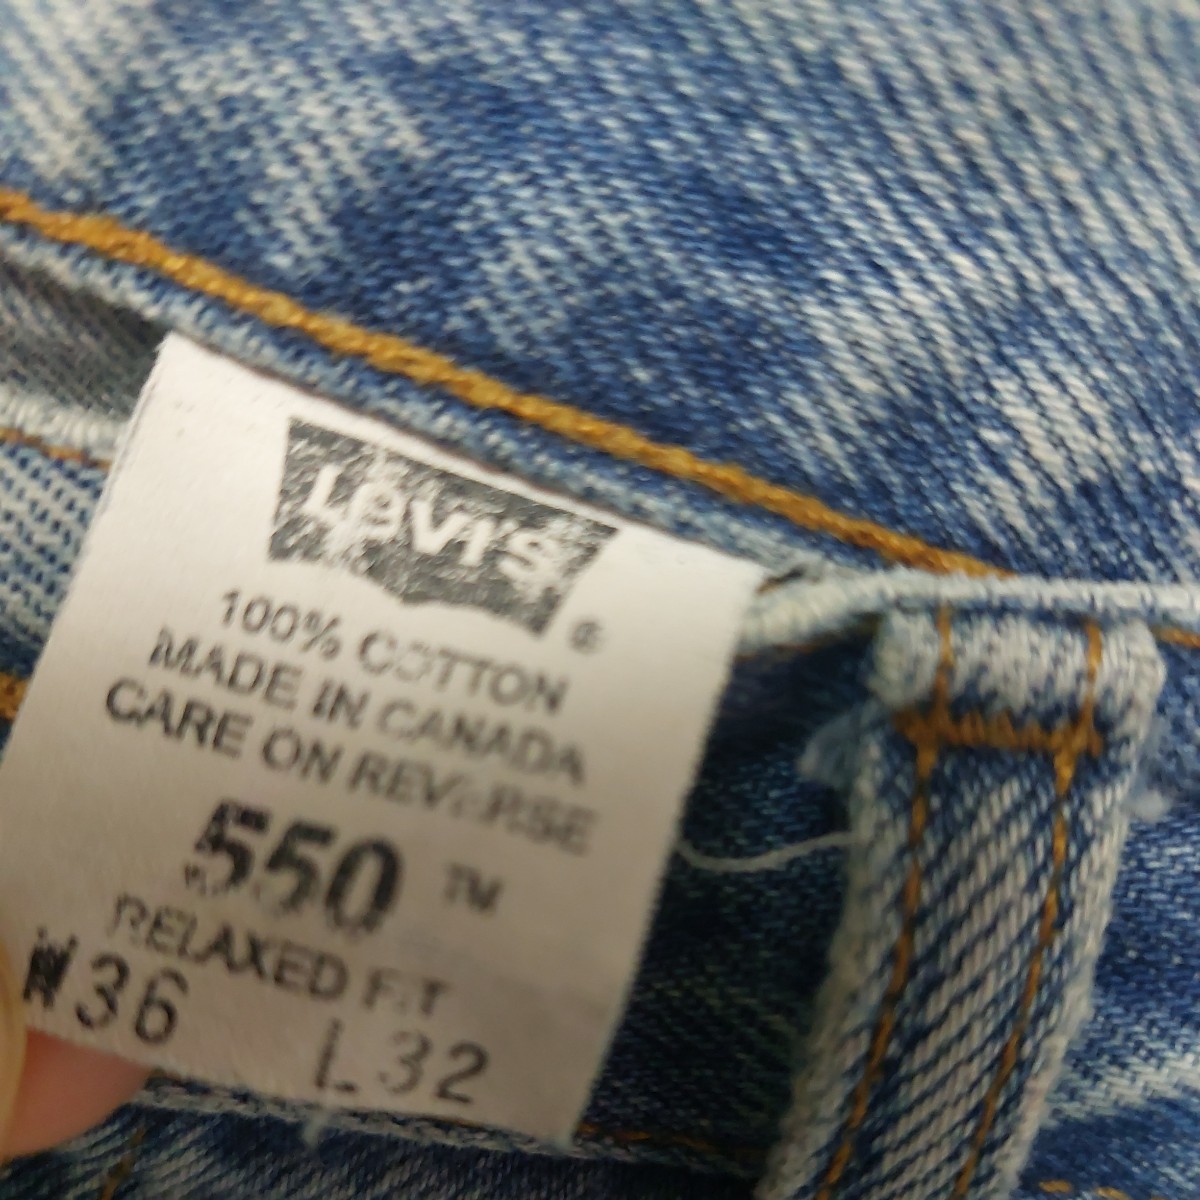 Levi's ®
100% COTTON
MADE IN CANADA
CARE ON REVERSE
550 TM
RELAXED FIT
W36 L32